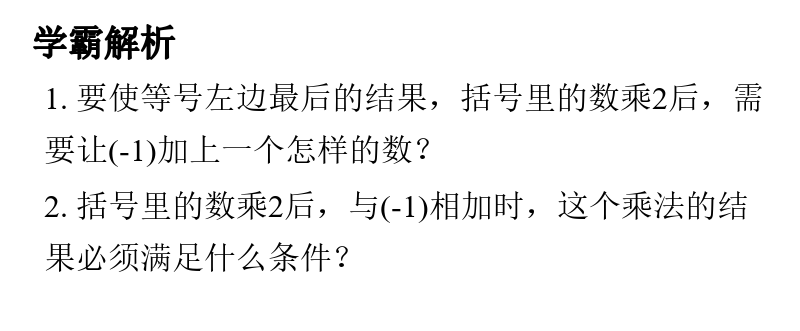 学霸解析
1. 要使等号左边最后的结果，括号里的数乘2后，需
要让(-1)加上一个怎样的数？
2. 括号里的数乘2后，与(-1)相加时，这个乘法的结
果必须满足什么条件？